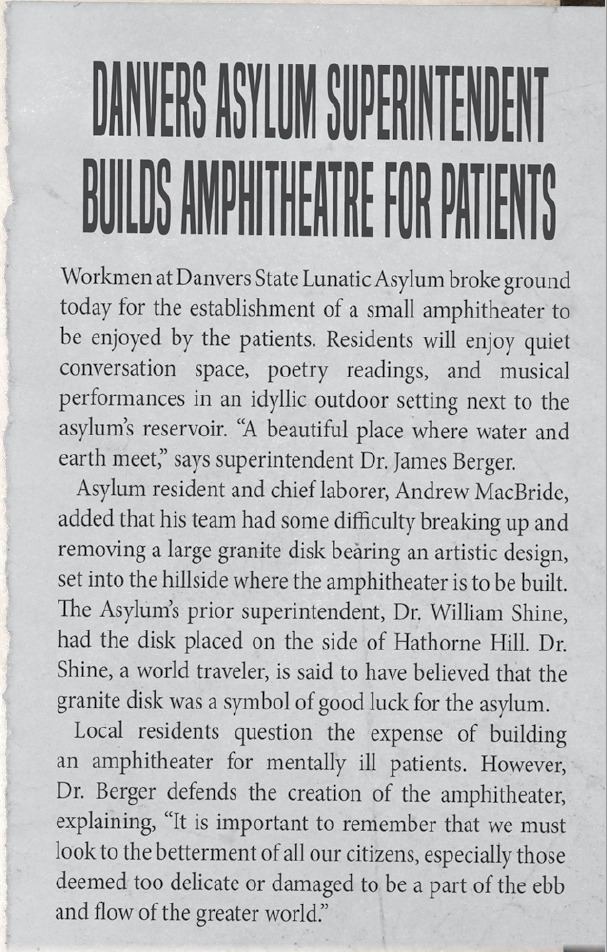 DANVERS ASYLUM SUPERINTENDENT
BUILDS AMPHITHEATRE FOR PATIENTS
Workmen at Danvers State Lunatic Asylum broke ground
today for the establishment of a small amphitheater to
be enjoyed by the patients. Residents will enjoy quiet
conversation space, poetry readings, and musical
performances in an idyllic outdoor setting next to the
asylum's reservoir. “A beautiful place where water and
earth meet,” says superintendent Dr. James Berger.
Asylum resident and chief laborer, Andrew MacBride,
added that his team had some difficulty breaking up and
removing a large granite disk bearing an artistic design,
set into the hillside where the amphitheater is to be built.
The Asylum's prior superintendent, Dr. William Shine,
had the disk placed on the side of Hathorne Hill. Dr.
Shine, a world traveler, is said to have believed that the
granite disk was a symbol of good luck for the asylum.
Local residents question the expense of building
an amphitheater for mentally ill patients. However,
Dr. Berger defends the creation of the amphitheater,
explaining, “It is important to remember that we must
look to the betterment of all our citizens, especially those
deemed too delicate or damaged to be a part of the ebb
and flow of the greater world.”